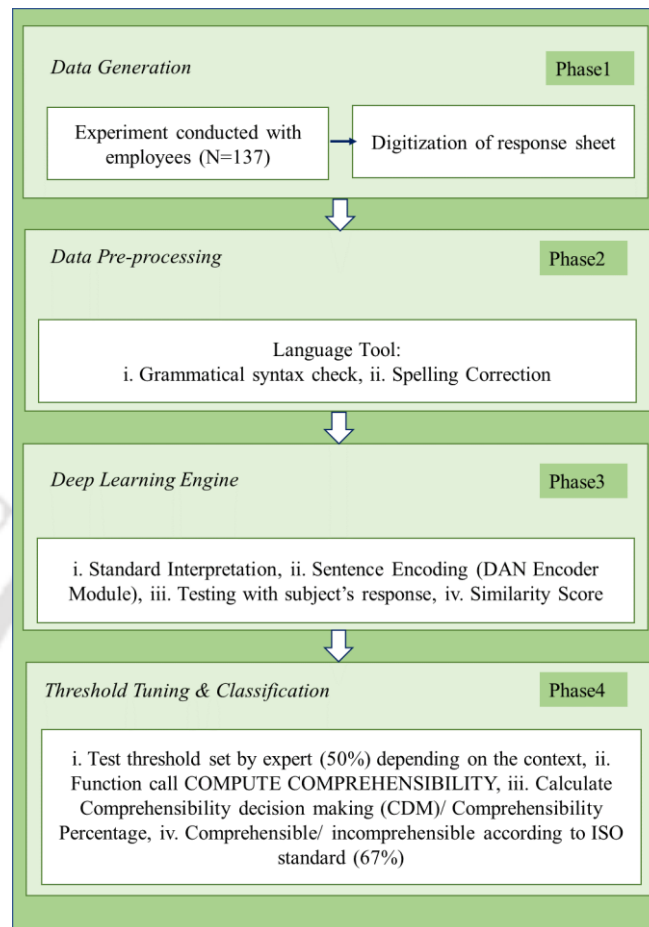 Data Generation
Phase1
Experiment conducted with
employees (N=137)
Digitization of response sheet
Data Pre-processing
Phase2
Language Tool:
i. Grammatical syntax check, ii. Spelling Correction
Deep Learning Engine
Phase3
i. Standard Interpretation, ii. Sentence Encoding (DAN Encoder
Module), iii. Testing with subject's response, iv. Similarity Score
Threshold Tuning & Classification
Phase4
i. Test threshold set by expert (50%) depending on the context, ii.
Function call COMPUTE COMPREHENSIBILITY, iii. Calculate
Comprehensibility decision making (CDM)/ Comprehensibility
Percentage, iv. Comprehensible/ incomprehensible according to ISO
standard (67%)